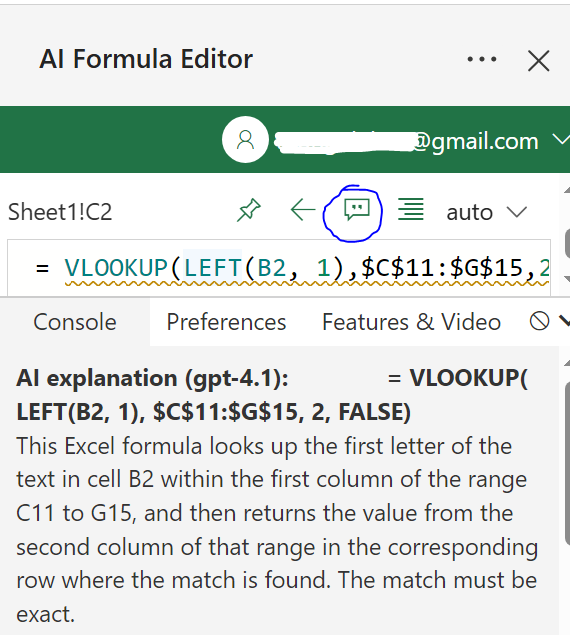 AI Formula Editor
@gmail.com
Sheet1!C2
auto
= VLOOKUP(LEFT(B2, 1),$C$11:$G$15,2
Console Preferences Features & Video
AI explanation (gpt-4.1): = VLOOKUP(
LEFT(B2, 1), $C$11:$G$15, 2, FALSE)
This Excel formula looks up the first letter of the
text in cell B2 within the first column of the range
C11 to G15, and then returns the value from the
second column of that range in the corresponding
row where the match is found. The match must be
exact.